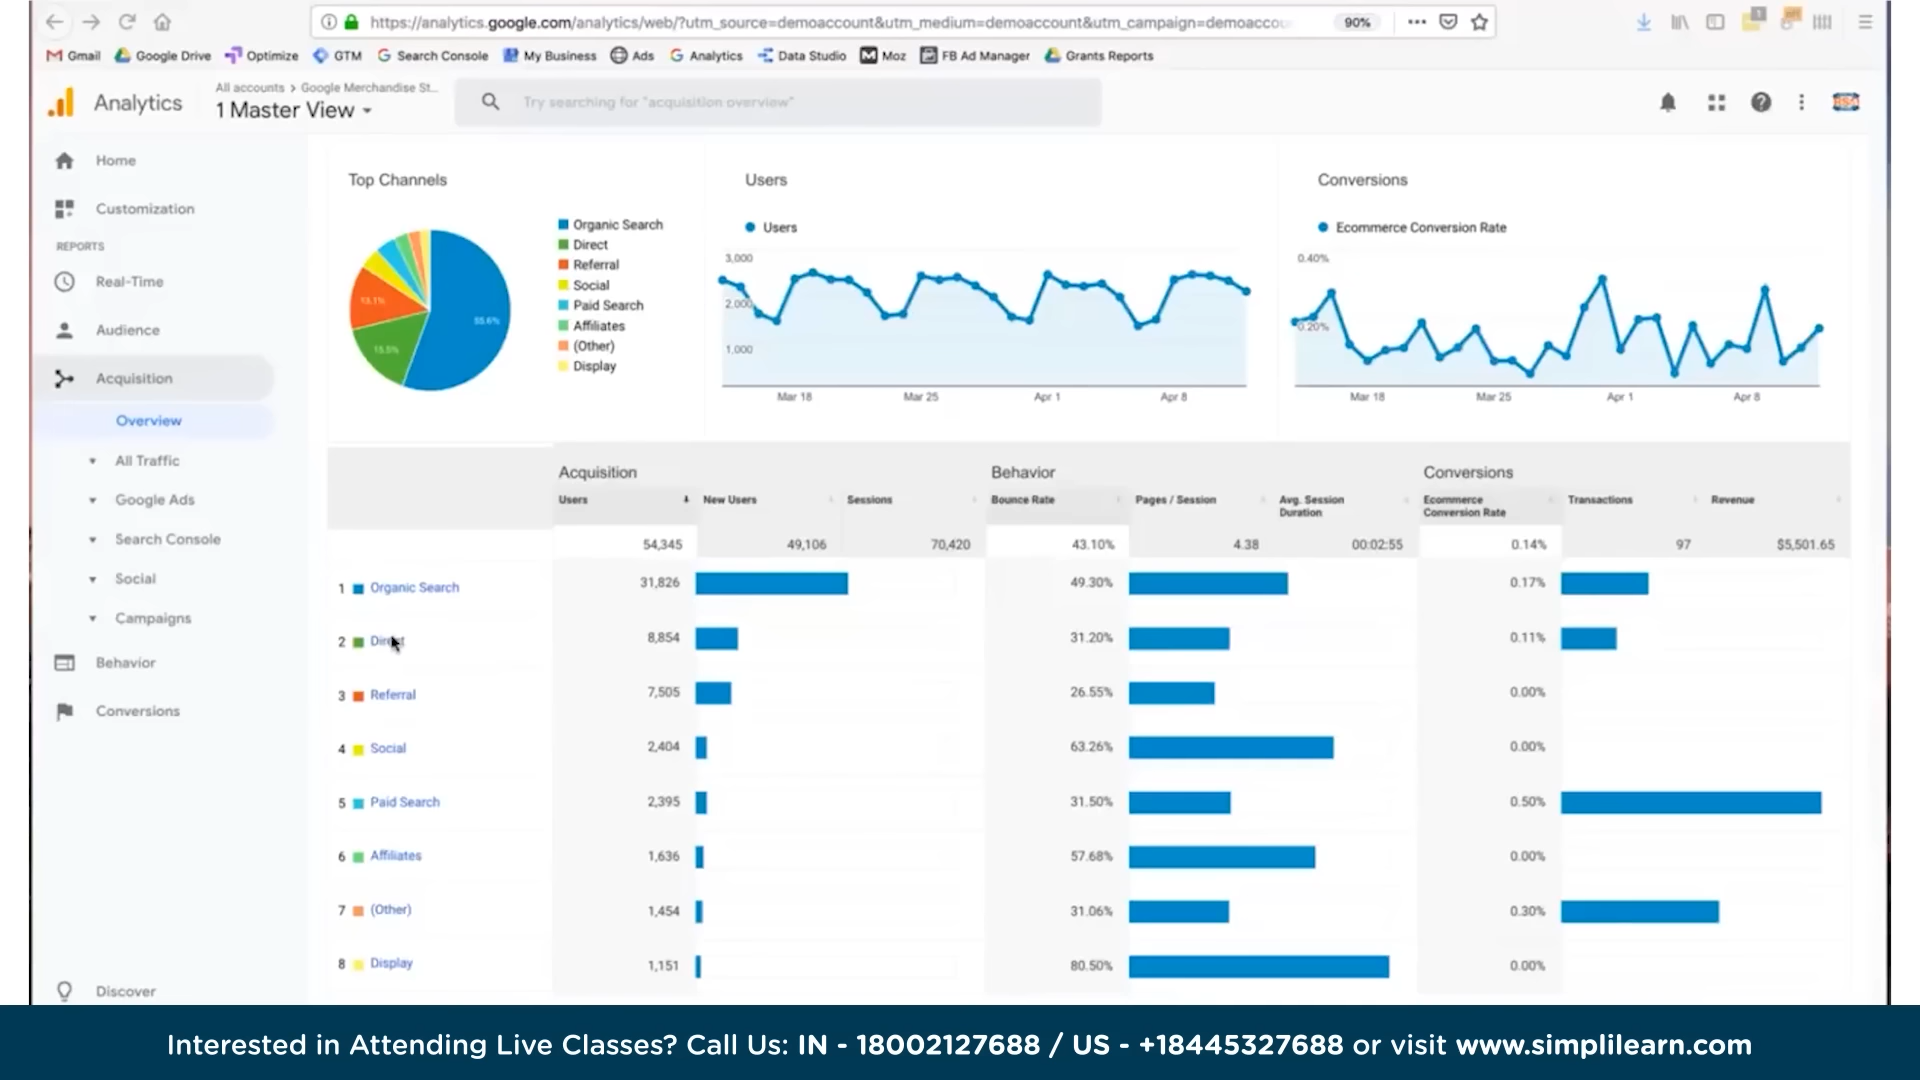 https://analytics.google.com/analytics/web/?utm_source=demoaccount&utm_medium=demoaccount&utm_campaign=demoaccou
90%
Gmail Google Drive Optimize GTM Search Console My Business Ads Analytics Data Studio Moz FB Ad Manager Grants Reports
Analytics
All accounts > Google Merchandise St...
1 Master View
Try searching for "acquisition overview"
Home
Customization
REPORTS
Real-Time
Audience
Acquisition
Overview
All Traffic
Google Ads
Search Console
Social
Campaigns
Behavior
Conversions
Discover
Top Channels
55.6%
15.5%
13.1%
Organic Search
Direct
Referral
Social
Paid Search
Affiliates
(Other)
Display
Users
Users
3,000
2,000
1,000
Mar 18 Mar 25 Apr 1 Apr 8
Conversions
Ecommerce Conversion Rate
0.40%
0.20%
Mar 18 Mar 25 Apr 1 Apr 8
Acquisition Behavior Conversions
Users New Users Sessions Bounce Rate Pages / Session Avg. Session Duration Ecommerce Conversion Rate Transactions Revenue
54,345 49,106 70,420 43.10% 4.38 00:02:55 0.14% 97 $5,501.65
1 Organic Search 31,826 49.30% 0.17%
2 Direct 8,854 31.20% 0.11%
3 Referral 7,505 26.55% 0.00%
4 Social 2,404 63.26% 0.00%
5 Paid Search 2,395 31.50% 0.50%
6 Affiliates 1,636 57.68% 0.00%
7 (Other) 1,454 31.06% 0.30%
8 Display 1,151 80.50% 0.00%
Interested in Attending Live Classes? Call Us: IN - 18002127688 / US - +18445327688 or visit www.simplilearn.com